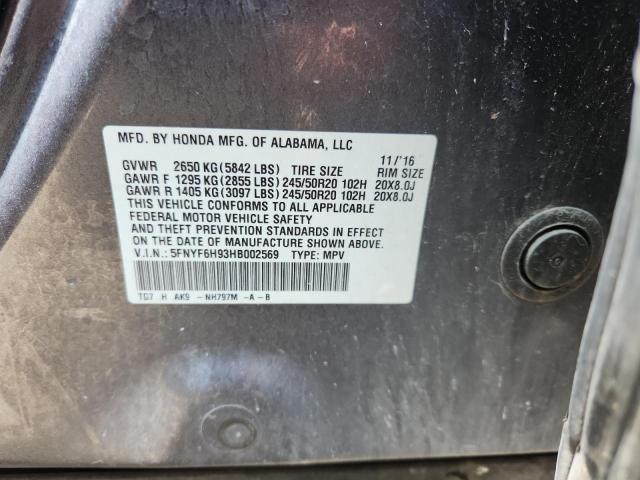 MFD. BY HONDA MFG. OF ALABAMA, LLC
GVWR 2650 KG (5842 LBS) TIRE SIZE 11/'16 RIM SIZE
GAWR F 1295 KG (2855 LBS) 245/50R20 102H 20X8.0J
GAWR R 1405 KG (3097 LBS) 245/50R20 102H 20X8.0J
THIS VEHICLE CONFORMS TO ALL APPLICABLE
FEDERAL MOTOR VEHICLE SAFETY
AND THEFT PREVENTION STANDARDS IN EFFECT
ON THE DATE OF MANUFACTURE SHOWN ABOVE.
V.I.N.: 5FNYF6H93HB002569 TYPE: MPV
TG7 H AK9 -NH797M -A -B